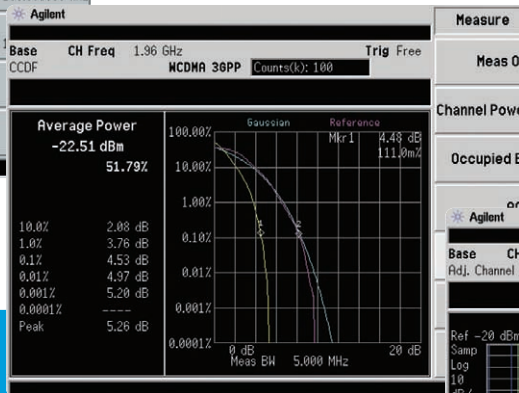 Agilent
Base CH Freq 1.96 GHz Trig Free
CCDF WCDMA 3GPP Counts(k): 100
Average Power
-22.51 dBm
51.79%
10.0% 2.08 dB
1.0% 3.76 dB
0.1% 4.53 dB
0.01% 4.97 dB
0.001% 5.20 dB
0.0001% ----
Peak 5.26 dB
Gaussian Reference
Mkr1 4.48 dB
111.0m%
100.00%
10.00%
1.00%
0.10%
0.01%
0.001%
0.0001%
1
2
0 dB 20 dB
Meas BW 5.000 MHz
Measure
Meas
Channel
Occupied
Agilent
Base
Adj. Channel
Ref -20 dBm
Samp
Log
10
dB/